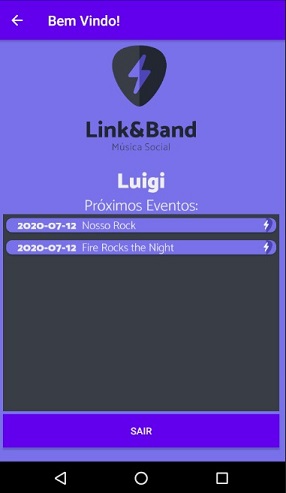 Bem Vindo!
Link&Band
Música Social
Luigi
Próximos Eventos:
2020-07-12 Nosso Rock
2020-07-12 Fire Rocks the Night
SAIR